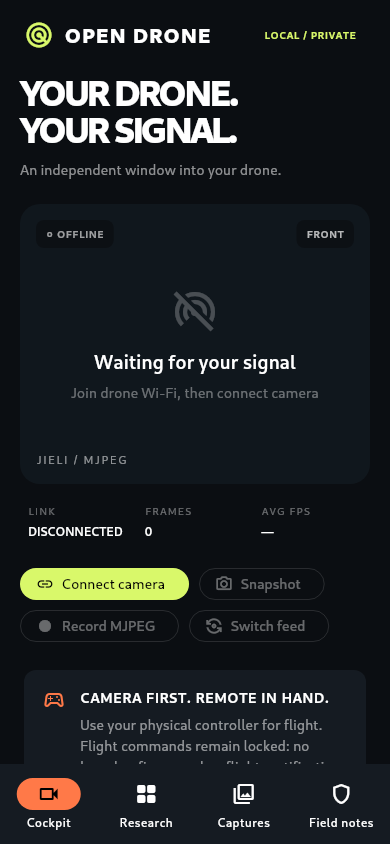 OPEN DRONE
LOCAL / PRIVATE
YOUR DRONE.
YOUR SIGNAL.
An independent window into your drone.
OFFLINE
FRONT
Waiting for your signal
Join drone Wi-Fi, then connect camera
JIELI / MJPEG
LINK FRAMES AVG FPS
DISCONNECTED 0 —
Connect camera
Snapshot
Record MJPEG
Switch feed
CAMERA FIRST. REMOTE IN HAND.
Use your physical controller for flight.
Flight commands remain locked: no
Cockpit Research Captures Field notes